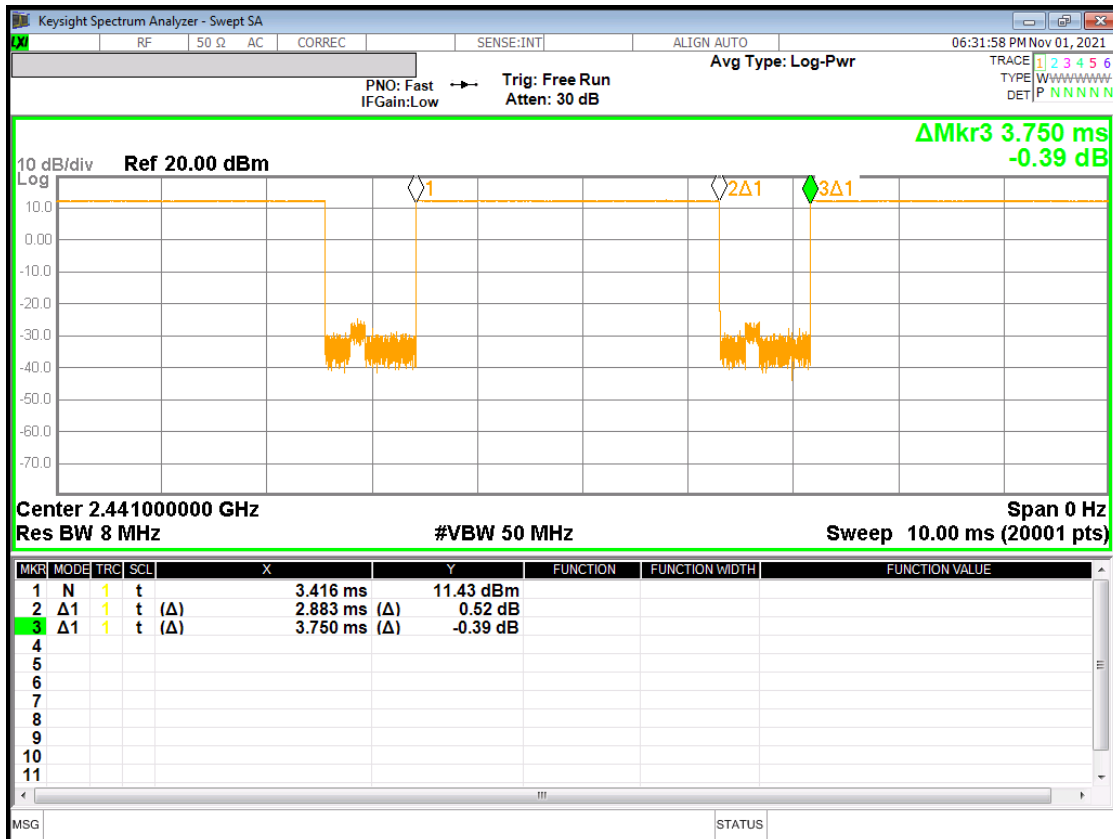 Keysight Spectrum Analyzer - Swept SA
LXI RF 50 Ω AC CORREC SENSE:INT ALIGN AUTO 06:31:58 PM Nov 01, 2021
Avg Type: Log-Pwr TRACE 1 2 3 4 5 6
PNO: Fast Trig: Free Run TYPE WWWWWWW
IFGain:Low Atten: 30 dB DET P N N N N N
ΔMkr3 3.750 ms
10 dB/div Ref 20.00 dBm -0.39 dB
Log
1 2Δ1 3Δ1
10.0
0.00
-10.0
-20.0
-30.0
-40.0
-50.0
-60.0
-70.0
Center 2.441000000 GHz Span 0 Hz
Res BW 8 MHz #VBW 50 MHz Sweep 10.00 ms (20001 pts)
MKR MODE TRC SCL X Y FUNCTION FUNCTION WIDTH FUNCTION VALUE
1 N 1 t 3.416 ms 11.43 dBm
2 Δ1 1 t (Δ) 2.883 ms (Δ) 0.52 dB
3 Δ1 1 t (Δ) 3.750 ms (Δ) -0.39 dB
4
5
6
7
8
9
10
11
MSG STATUS